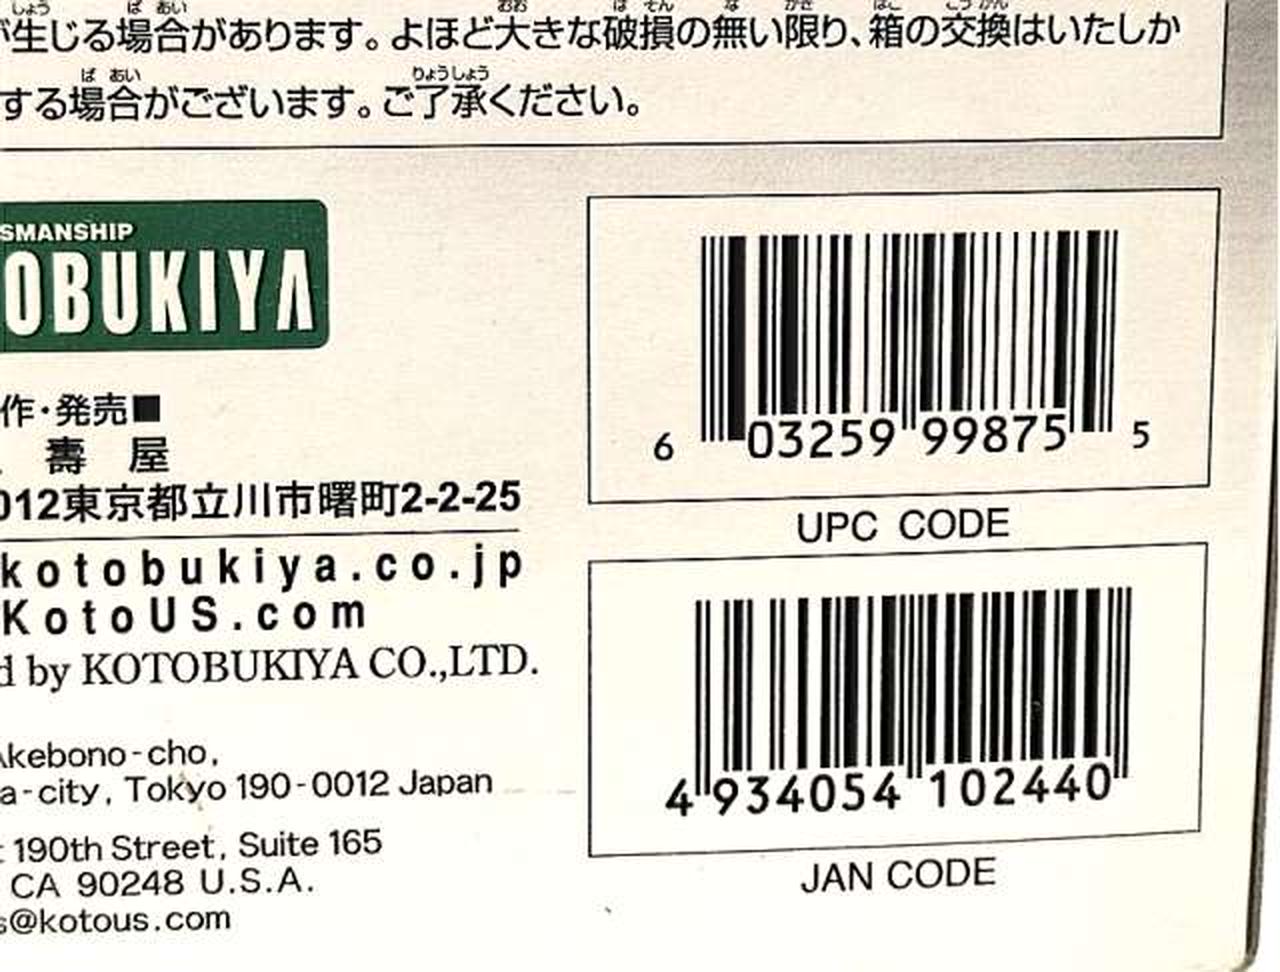 が生じる場合があります。よほど大きな破損の無い限り、箱の交換はいたしか
する場合がございます。ご了承ください。
SMANSHIP
OBUKIYA
作・発売■
壽屋
012東京都立川市曙町2-2-25
kotobukiya.co.jp
KotoUS.com
d by KOTOBUKIYA CO.,LTD.
Akebono-cho,
a-city, Tokyo 190-0012 Japan
t 190th Street, Suite 165
CA 90248 U.S.A.
s@kotous.com
6 03259 99875 5
UPC CODE
4 934054 102440
JAN CODE